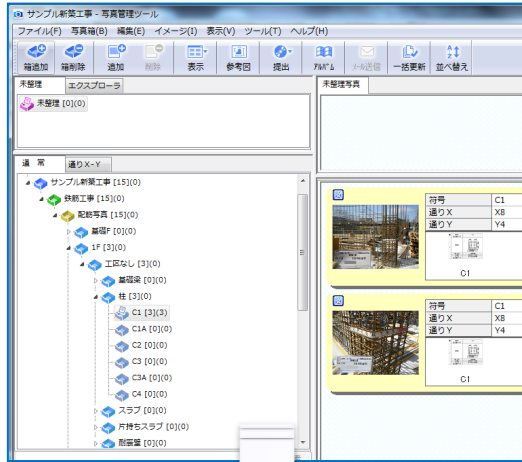 サンプル新築工事 - 写真管理ツール
ファイル(F) 写真箱(B) 編集(E) イメージ(I) 表示(V) ツール(T) ヘルプ(H)
箱追加 箱削除 追加 削除 表示 参考図 提出 ｱﾙﾊﾞﾑ ﾒｰﾙ送信 一括更新 並べ替え
未整理 エクスプローラ
未整理 [0](0)
未整理写真
通 常 通りX-Y
サンプル新築工事 [15](0)
鉄筋工事 [15](0)
配筋写真 [15](0)
基礎F [0](0)
1F [3](0)
工区なし [3](0)
基礎梁 [0](0)
柱 [3](0)
C1 [3](3)
C1A [0](0)
C2 [0](0)
C3 [0](0)
C3A [0](0)
C4 [0](0)
スラブ [0](0)
片持ちスラブ [0](0)
耐震壁 [0](0)
符号 C1
通りX X8
通りY Y4
C1
符号 C1
通りX X8
通りY Y4
C1